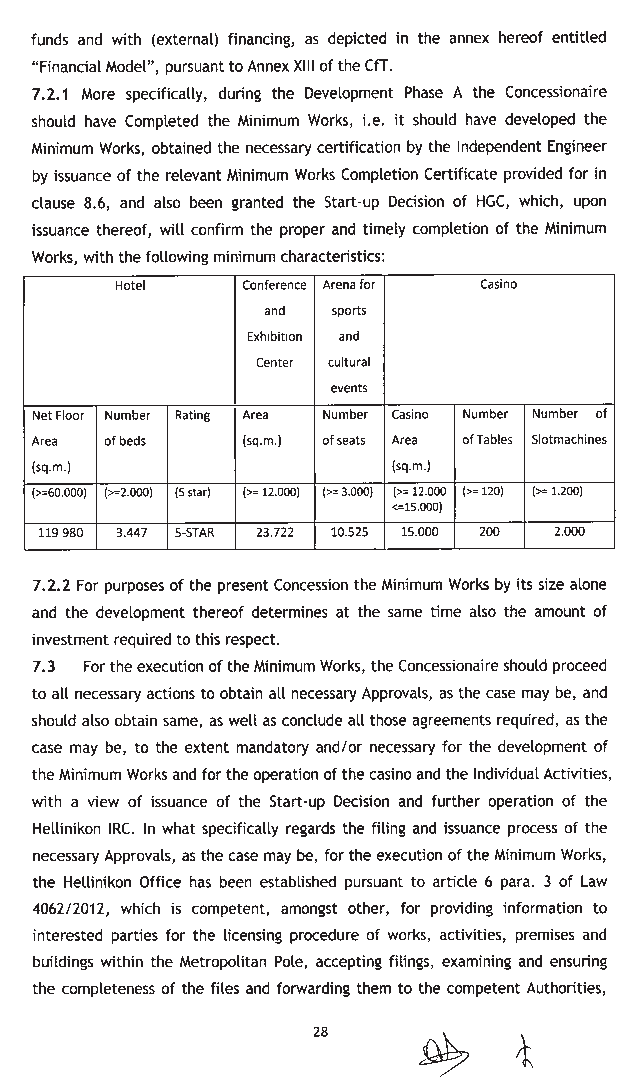 funds and with (external) financing, as depicted in the annex hereof entitled
“Financial Model”, pursuant to Annex XIII of the CfT.
7.2.1 More specifically, during the Development Phase A the Concessionaire
should have Completed the Minimum Works, i.e. it should have developed the
Minimum Works, obtained the necessary certification by the Independent Engineer
by issuance of the relevant Minimum Works Completion Certificate provided for in
clause 8.6, and also been granted the Start-up Decision of HGC, which, upon
issuance thereof, will confirm the proper and timely completion of the Minimum
Works, with the following minimum characteristics:
Hotel Conference Arena for Casino
and sports
Exhibition and
Center cultural
events
Net Floor Number Rating Area Number Casino Number Number of
Area of beds (sq.m.) of seats Area of Tables Slotmachines
(sq.m.) (sq.m.)
(>=60.000) (>=2.000) (5 star) (>= 12.000) (>= 3.000) (>= 12.000 (>= 120) (>= 1.200)
<=15.000)
119 980 3.447 5-STAR 23.722 10.525 15.000 200 2.000
7.2.2 For purposes of the present Concession the Minimum Works by its size alone
and the development thereof determines at the same time also the amount of
investment required to this respect.
7.3 For the execution of the Minimum Works, the Concessionaire should proceed
to all necessary actions to obtain all necessary Approvals, as the case may be, and
should also obtain same, as well as conclude all those agreements required, as the
case may be, to the extent mandatory and/or necessary for the development of
the Minimum Works and for the operation of the casino and the Individual Activities,
with a view of issuance of the Start-up Decision and further operation of the
Hellinikon IRC. In what specifically regards the filing and issuance process of the
necessary Approvals, as the case may be, for the execution of the Minimum Works,
the Hellinikon Office has been established pursuant to article 6 para. 3 of Law
4062/2012, which is competent, amongst other, for providing information to
interested parties for the licensing procedure of works, activities, premises and
buildings within the Metropolitan Pole, accepting filings, examining and ensuring
the completeness of the files and forwarding them to the competent Authorities,
28